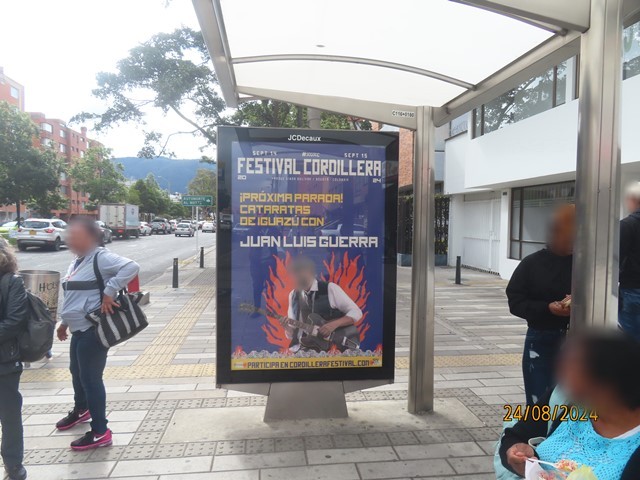 JCDecaux
SEPT 14 SEPT 15
FESTIVAL CORDILLERA
20 24
¡PRÓXIMA PARADA!
CATARATAS
DE IGUAZÚ CON
JUAN LUIS GUERRA
PARTICIPA EN CORDILLERAFESTIVAL.COM
24/08/2024